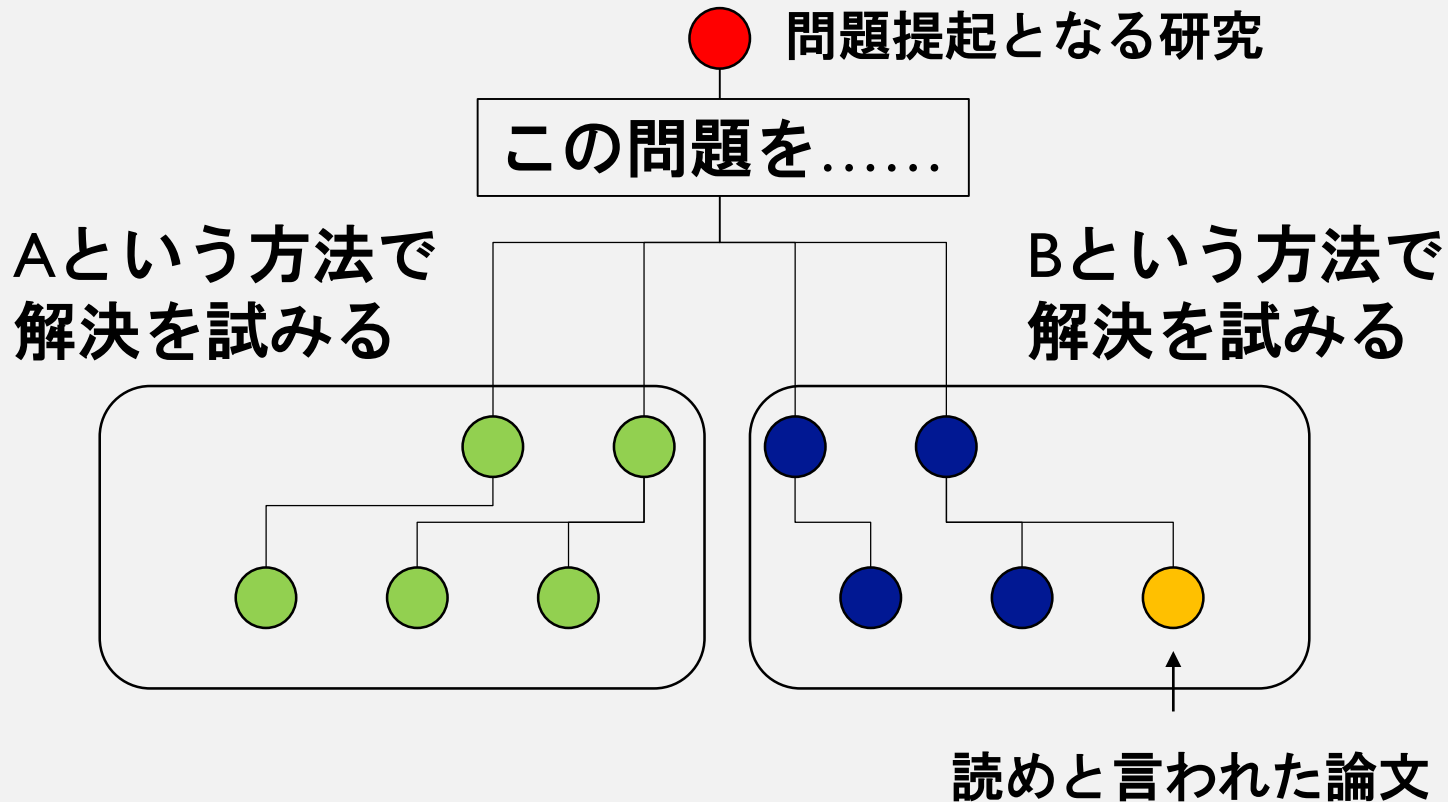 問題提起となる研究
この問題を……
Aという方法で
解決を試みる
Bという方法で
解決を試みる
読めと言われた論文